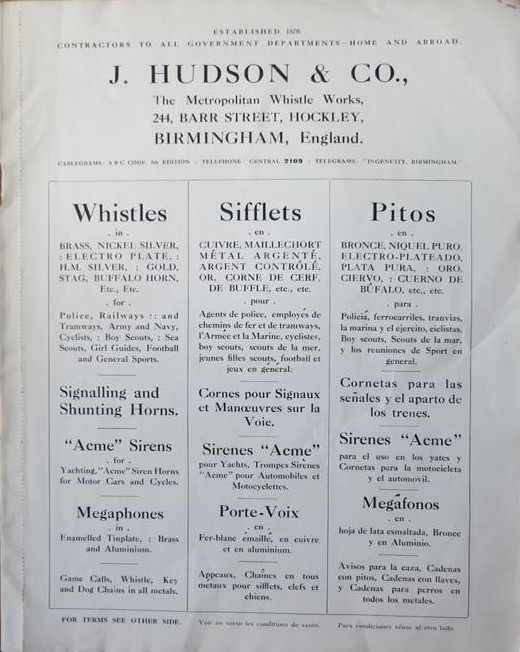 ESTABLISHED 1870.
CONTRACTORS TO ALL GOVERNMENT DEPARTMENTS—HOME AND ABROAD.
J. HUDSON & CO.,
The Metropolitan Whistle Works,
244, BARR STREET, HOCKLEY,
BIRMINGHAM, England.
CABLEGRAMS: A B C CODE, 5th EDITION : TELEPHONE: CENTRAL 2109 : TELEGRAMS: "INGENUITY, BIRMINGHAM"
Whistles
. in .
BRASS, NICKEL SILVER,
: ELECTRO PLATE, :
H.M. SILVER, : GOLD,
STAG, BUFFALO HORN,
Etc., Etc.
. for .
Police, Railways :: and
Tramways, Army and Navy,
Cyclists, : Boy Scouts, : Sea
Scouts, Girl Guides, Football
and General Sports.
Signalling and
Shunting Horns.
"Acme" Sirens
. for .
Yachting, "Acme" Siren Horns
for Motor Cars and Cycles.
Megaphones
. in .
Enamelled Tinplate, : Brass
and Aluminium.
Game Calls, Whistle, Key
and Dog Chains in all metals.
Sifflets
. en .
CUIVRE, MAILLECHORT
MÉTAL ARGENTÉ,
ARGENT CONTRÔLÉ,
OR, CORNE DE CERF,
DE BUFFLE, etc., etc.
. pour .
Agents de police, employés de
chemins de fer et de tramways,
l'Armée et la Marine, cyclistes,
boy scouts, scouts de la mer,
jeunes filles scouts, football et
jeux en général.
Cornes pour Signaux
et Manœuvres sur la
Voie.
Sirènes "Acme"
pour Yachts, Trompes Sirènes
"Acme" pour Automobiles et
Motocyclettes.
Porte-Voix
. en .
Fer-blanc émaillé, en cuivre
et en aluminium.
Appeaux, Chaînes en tous
metaux pour sifflets, clefs et
chiens.
Pitos
. en .
BRONCE, NIQUEL PURO,
ELECTRO-PLATEADO,
PLATA PURA, : ORO,
CIERVO, : CUERNO DE
BÚFALO, etc., etc.
. para .
Policiá, ferrocarriles, tranvias,
la marina y el ejercito, ciclistas,
Boy scouts, Scouts de la mar,
y los reuniones de Sport en
general.
Cornetas para las
señales y el aparto de
los trenes.
Sirenes "Acme"
para el uso en los yates y
Cornetas para la motocicleta
y el automovil.
Megáfonos
. en .
hoja de lata esmaltada, Bronce
y en Aluminio.
Avisos para la caza, Cadenas
con pitos, Cadenas con llaves,
y Cadenas para perros en
todos los metales.
FOR TERMS SEE OTHER SIDE.
Voir au verso les conditions de vente.
Para condiciones véase al otro lado.